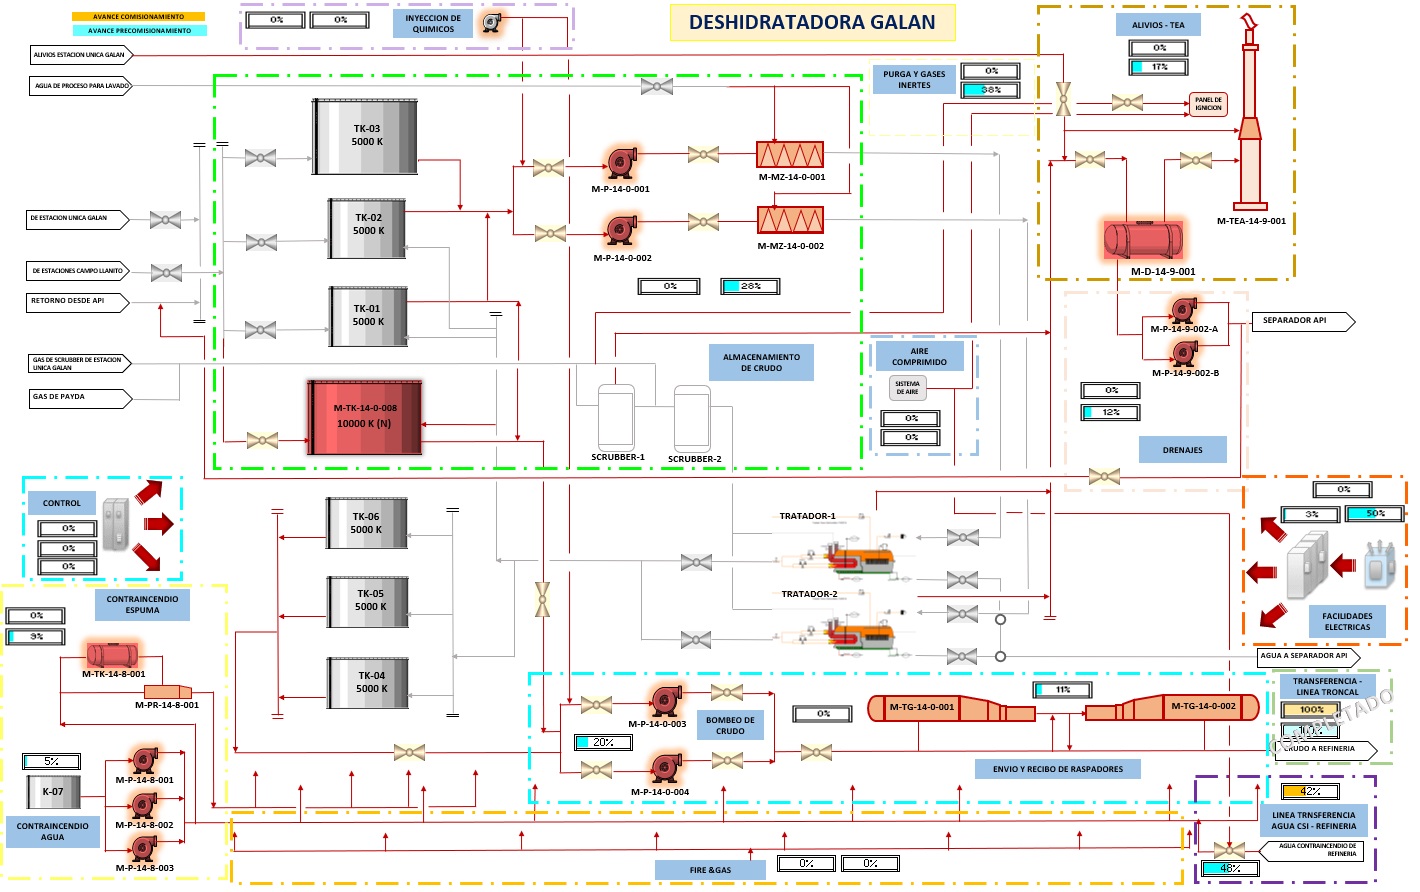 AVANCE COMISIONAMIENTO
AVANCE PRECOMISIONAMIENTO
0%
0%
INYECCION DE
QUIMICOS
DESHIDRATADORA GALAN
ALIVIOS - TEA
0%
17%
ALIVIOS ESTACION UNICA GALAN
AGUA DE PROCESO PARA LAVADO
PURGA Y GASES
INERTES
0%
38%
PANEL DE
IGNICION
TK-03
5000 K
M-P-14-0-001
M-MZ-14-0-001
TK-02
5000 K
M-P-14-0-002
M-MZ-14-0-002
M-TEA-14-9-001
M-D-14-9-001
DE ESTACION UNICA GALAN
DE ESTACIONES CAMPO LLANITO
RETORNO DESDE API
0%
28%
TK-01
5000 K
M-P-14-9-002-A
M-P-14-9-002-B
SEPARADOR API
GAS DE SCRUBBER DE ESTACION
UNICA GALAN
GAS DE PAYDA
ALMACENAMIENTO
DE CRUDO
AIRE
COMPRIMIDO
SISTEMA
DE AIRE
0%
0%
0%
12%
DRENAJES
M-TK-14-0-008
10000 K (N)
SCRUBBER-1
SCRUBBER-2
CONTROL
0%
0%
0%
TK-06
5000 K
TRATADOR-1
0%
3%
50%
FACILIDADES
ELECTRICAS
CONTRAINCENDIO
ESPUMA
0%
9%
TK-05
5000 K
TRATADOR-2
M-TK-14-8-001
M-PR-14-8-001
TK-04
5000 K
AGUA A SEPARADOR API
TRANSFERENCIA -
LINEA TRONCAL
100%
COMPLETADO
CRUDO A REFINERIA
M-P-14-0-003
BOMBEO DE
CRUDO
0%
11%
M-TG-14-0-001
M-TG-14-0-002
20%
M-P-14-0-004
ENVIO Y RECIBO DE RASPADORES
5%
K-07
M-P-14-8-001
M-P-14-8-002
M-P-14-8-003
CONTRAINCENDIO
AGUA
42%
LINEA TRNSFERENCIA
AGUA CSI - REFINERIA
AGUA CONTRAINCENDIO DE
REFINERIA
48%
FIRE &GAS
0%
0%